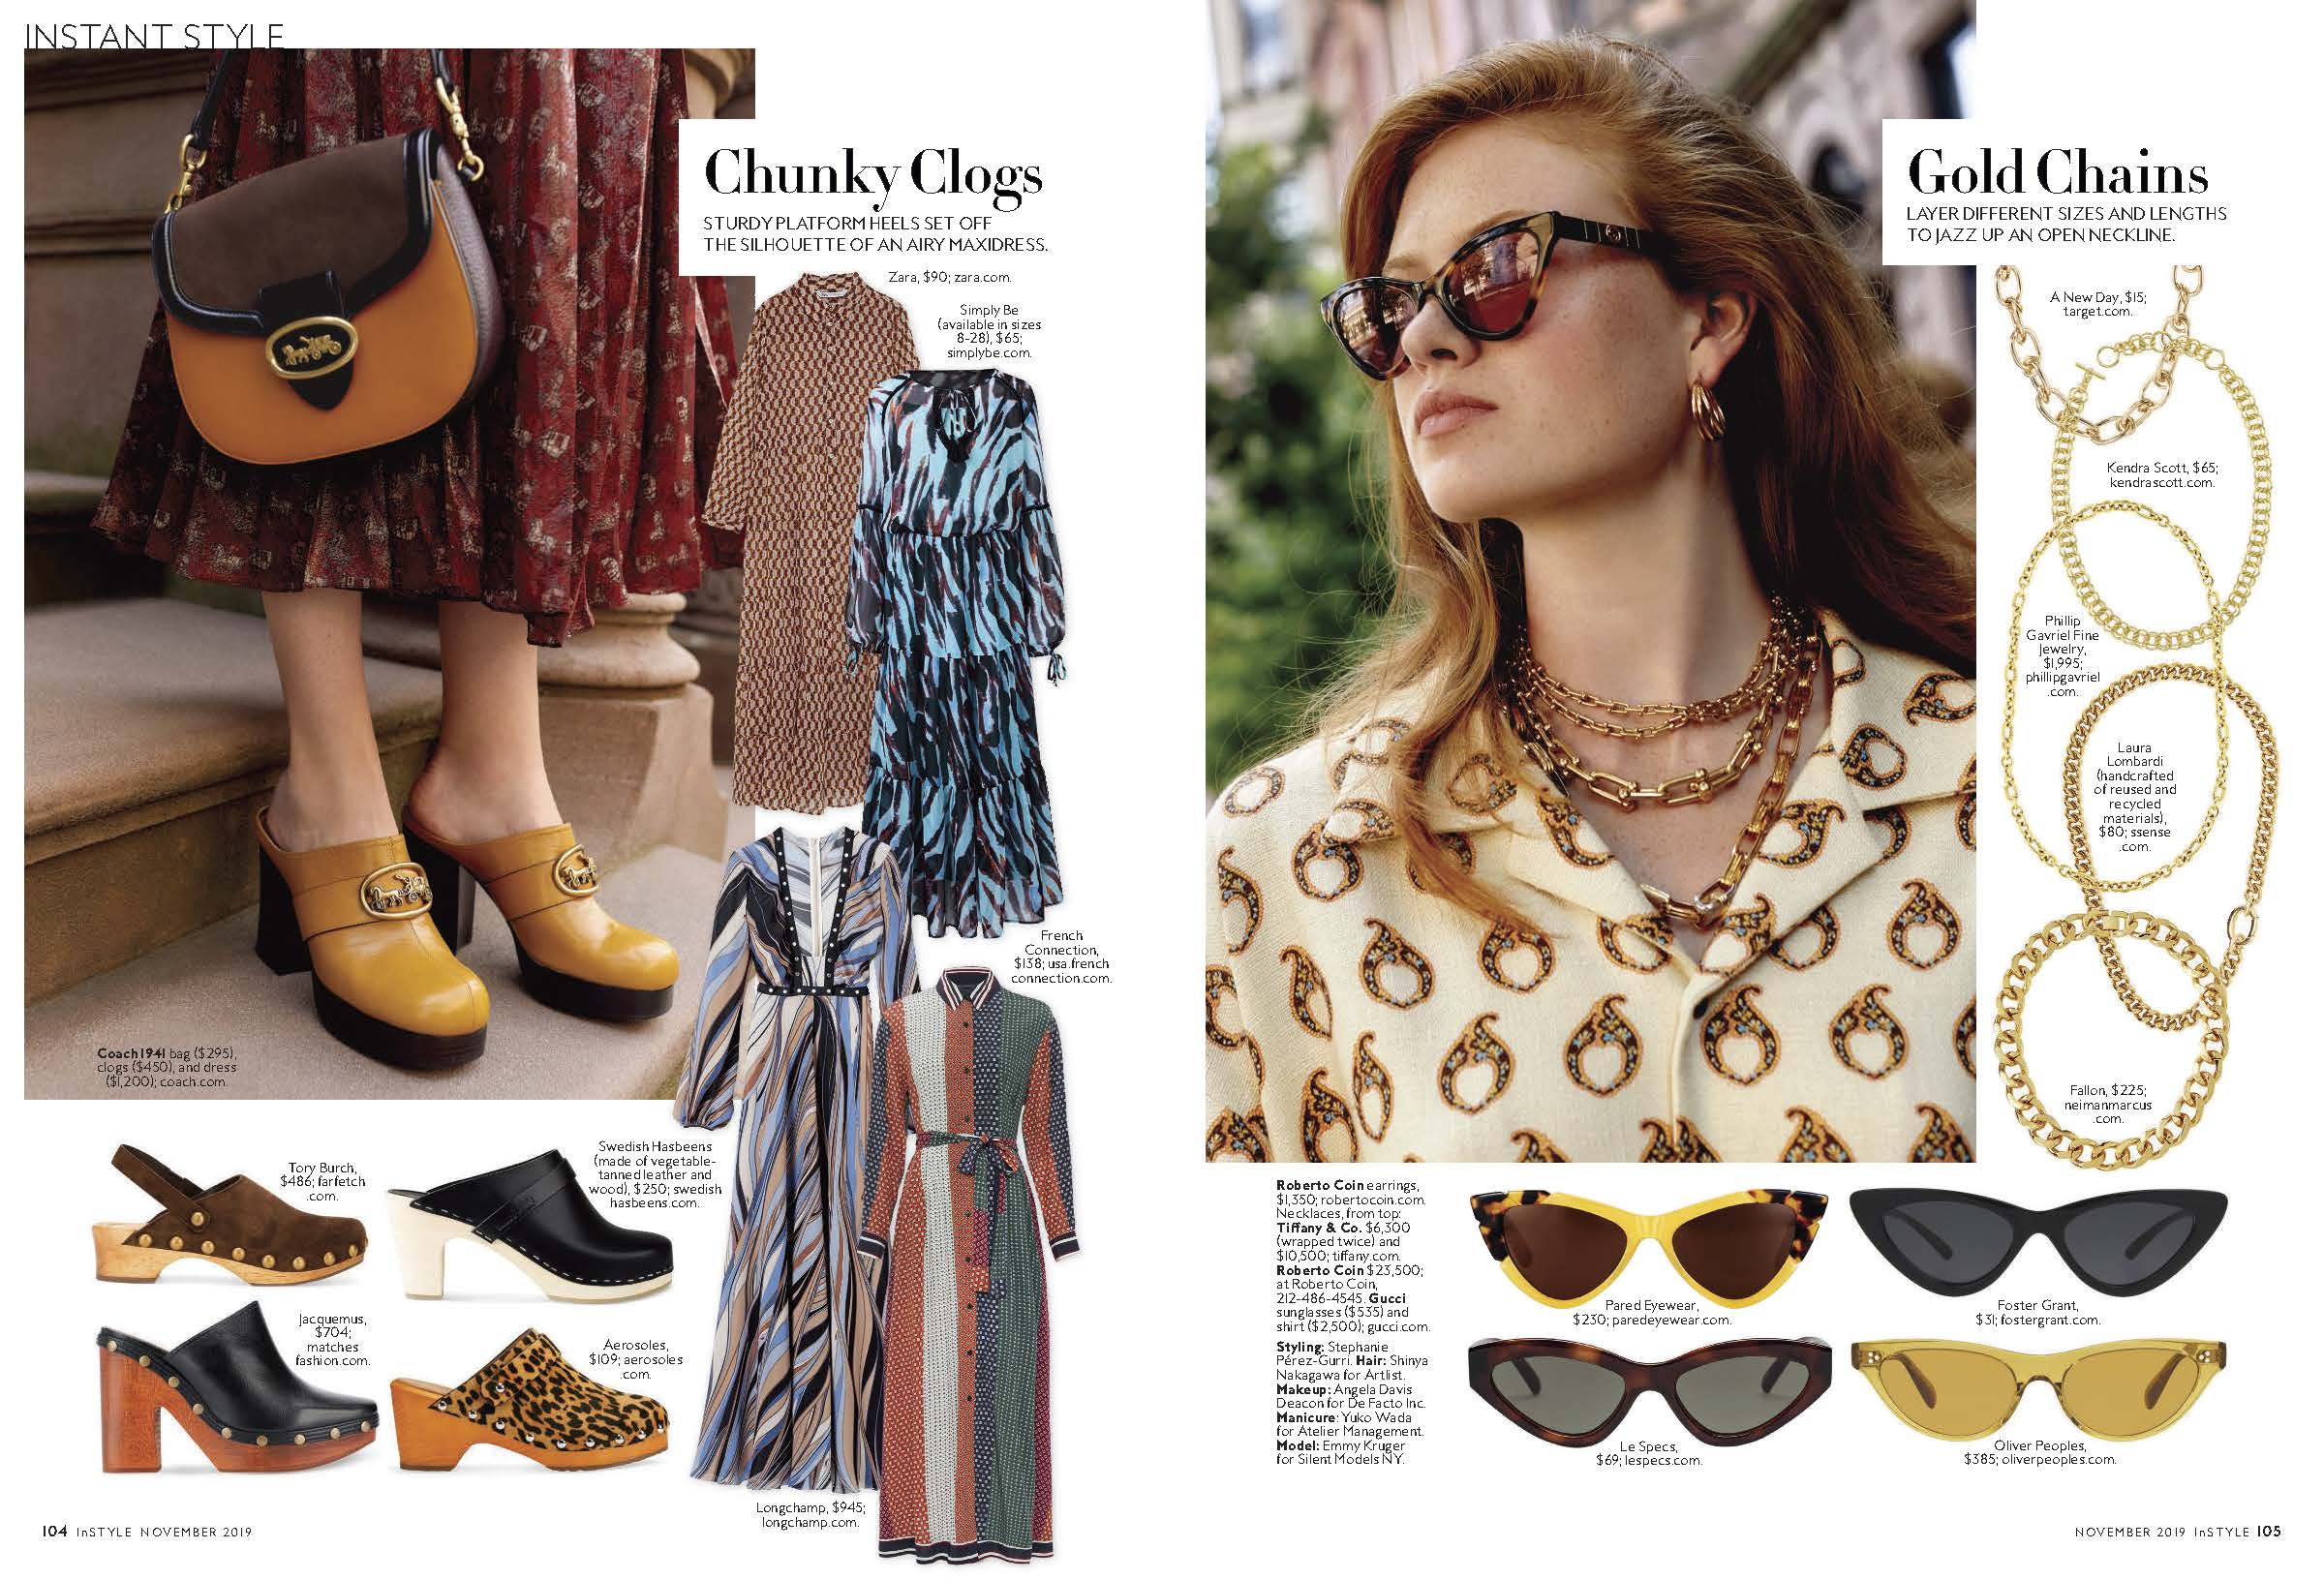 INSTANT STYLE
Chunky Clogs
STURDY PLATFORM HEELS SET OFF
THE SILHOUETTE OF AN AIRY MAXIDRESS.
Zara, $90; zara.com.
Simply Be
(available in sizes
8-28), $65;
simplybe.com.
French
Connection,
$138; usa.french
connection.com.
Coach 1941 bag ($295),
clogs ($450), and dress
($1,200); coach.com.
Tory Burch,
$486; farfetch
.com.
Swedish Hasbeens
(made of vegetable-
tanned leather and
wood), $250; swedish
hasbeens.com.
Jacquemus,
$704;
matches
fashion.com.
Aerosoles,
$109; aerosoles
.com.
Longchamp, $945;
longchamp.com.
104 InSTYLE NOVEMBER 2019
Gold Chains
LAYER DIFFERENT SIZES AND LENGTHS
TO JAZZ UP AN OPEN NECKLINE.
A New Day, $15;
target.com.
Kendra Scott, $65;
kendrascott.com.
Phillip
Gavriel Fine
Jewelry,
$1,995;
phillipgavriel
.com.
Laura
Lombardi
(handcrafted
of reused and
recycled
materials),
$80; ssense
.com.
Fallon, $225;
neimanmarcus
.com.
Roberto Coin earrings,
$1,350; robertocoin.com.
Necklaces, from top:
Tiffany & Co. $6,300
(wrapped twice) and
$10,500; tiffany.com.
Roberto Coin $23,500;
at Roberto Coin,
212-486-4545. Gucci
sunglasses ($535) and
shirt ($2,500); gucci.com.
Styling: Stephanie
Pérez-Gurri. Hair: Shinya
Nakagawa for Artlist.
Makeup: Angela Davis
Deacon for De Facto Inc.
Manicure: Yuko Wada
for Atelier Management.
Model: Emmy Kruger
for Silent Models NY.
Pared Eyewear,
$230; paredeyewear.com.
Foster Grant,
$31; fostergrant.com.
Le Specs,
$69; lespecs.com.
Oliver Peoples,
$385; oliverpeoples.com.
NOVEMBER 2019 InSTYLE 105